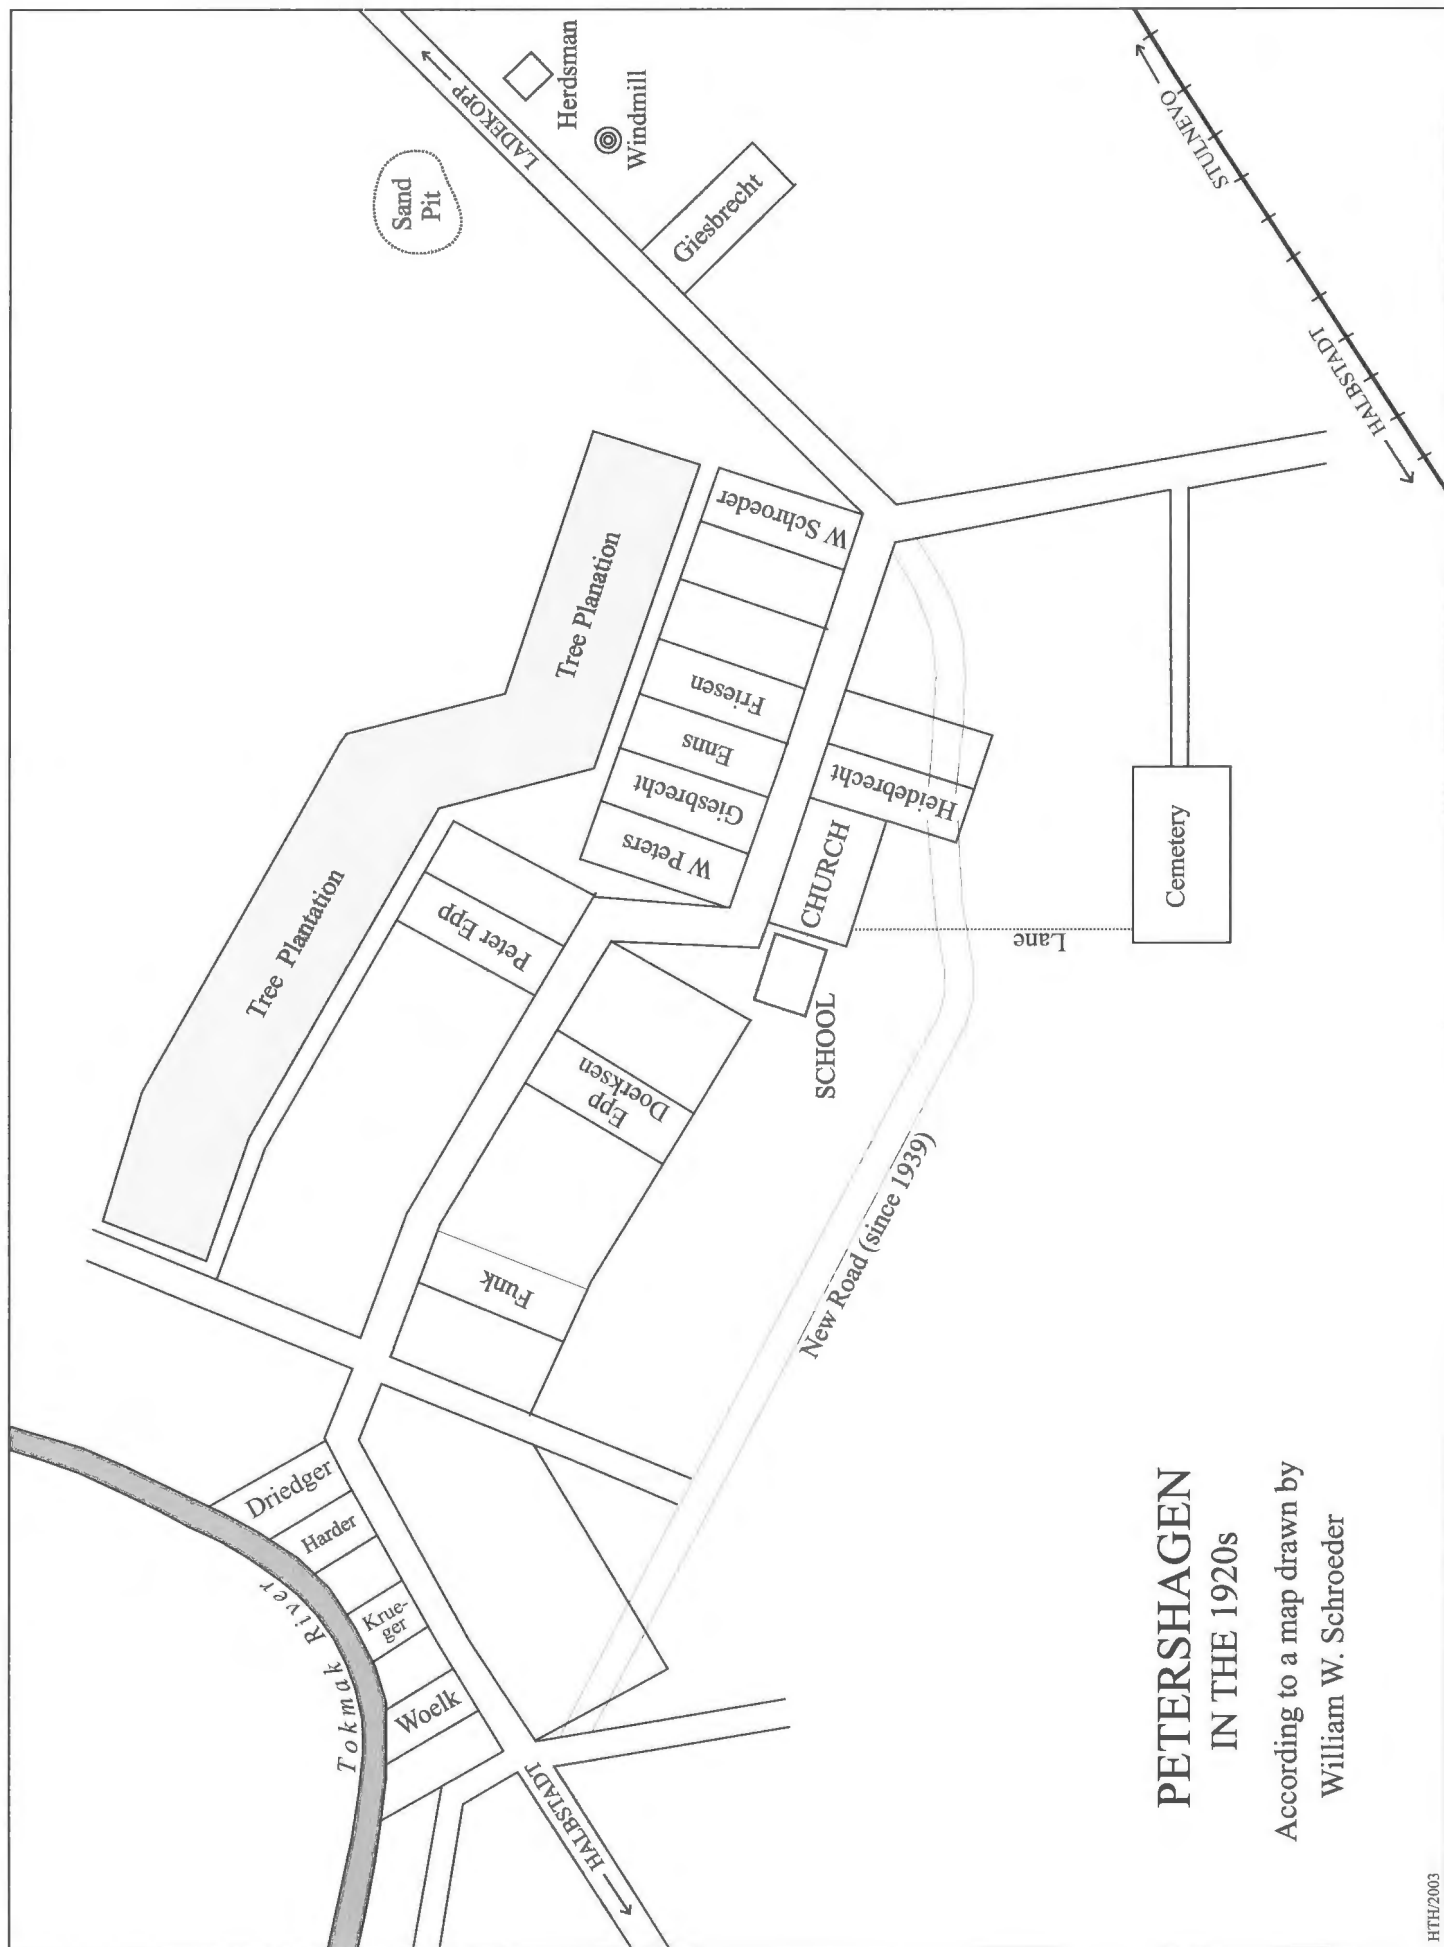 PETERSHAGEN
IN THE 1920s
According to a map drawn by
William W. Schroeder
Tokmak River
Driedger
Harder
Krue-
ger
Woelk
← HALBSTADT
Tree Plantation
Tree Planation
Sand
Pit
LADEKOPP →
Herdsman
Windmill
Giesbrecht
Peter Epp
W Peters
Giesbrecht
Enns
Friesen
W Schroeder
Funk
Epp
Doerksen
SCHOOL
CHURCH
Heidebrecht
Lane
Cemetery
New Road (since 1939)
STULNEVO →
← HALBSTADT
HTH/2003